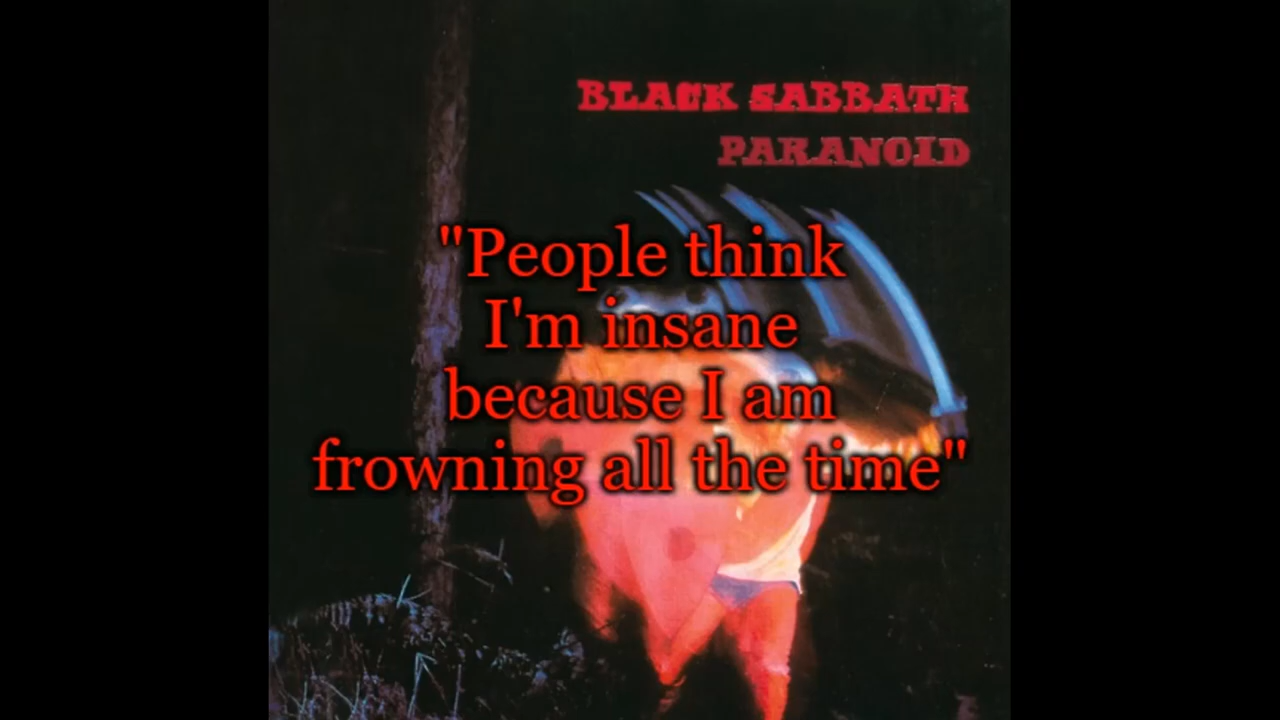 BLACK SABBATH
PARANOID
"People think
I'm insane
because I am
frowning all the time"